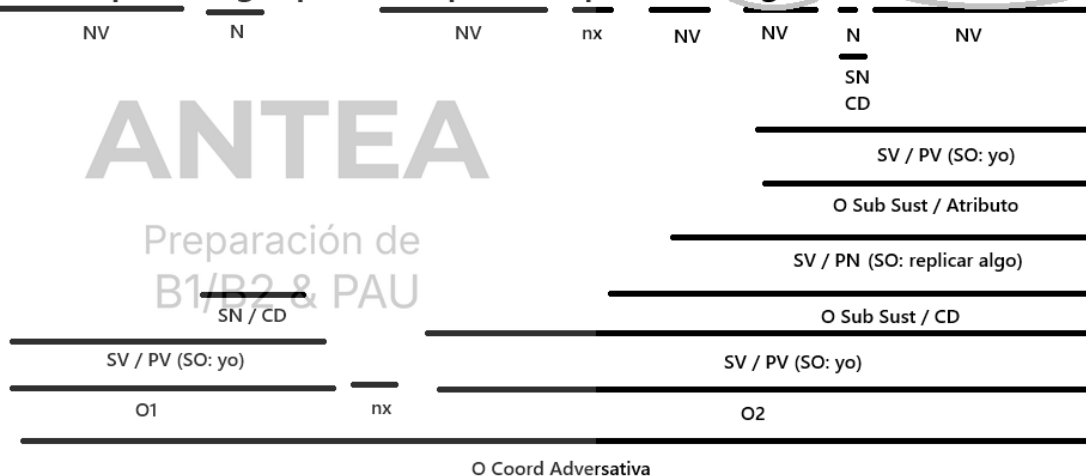 NV N NV nx NV NV N NV
SN
CD
ANTEA
SV / PV (SO: yo)
O Sub Sust / Atributo
Preparación de
SV / PN (SO: replicar algo)
B1/B2 & PAU
SN / CD
O Sub Sust / CD
SV / PV (SO: yo)
SV / PV (SO: yo)
O1 nx O2
O Coord Adversativa